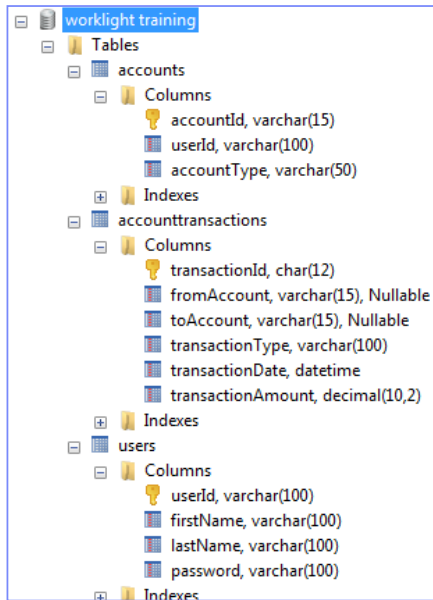 worklight training
Tables
accounts
Columns
accountId, varchar(15)
userId, varchar(100)
accountType, varchar(50)
Indexes
accounttransactions
Columns
transactionId, char(12)
fromAccount, varchar(15), Nullable
toAccount, varchar(15), Nullable
transactionType, varchar(100)
transactionDate, datetime
transactionAmount, decimal(10,2)
Indexes
users
Columns
userId, varchar(100)
firstName, varchar(100)
lastName, varchar(100)
password, varchar(100)
Indexes